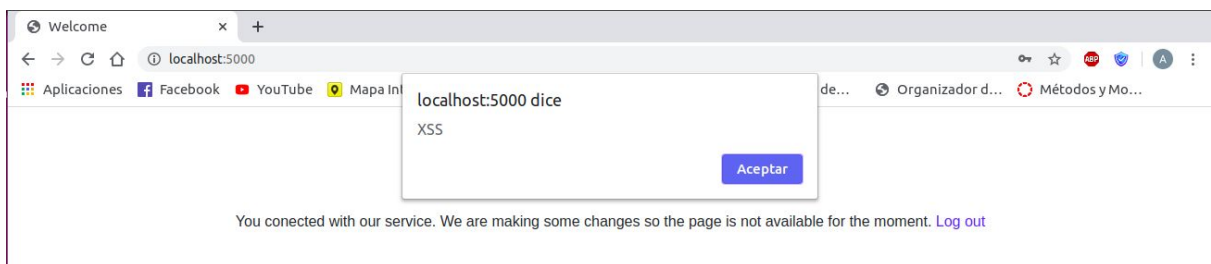 Welcome
localhost:5000
Aplicaciones Facebook YouTube Mapa de... Organizador d... Métodos y Mo...
localhost:5000 dice
XSS
Aceptar
You conected with our service. We are making some changes so the page is not available for the moment. Log out